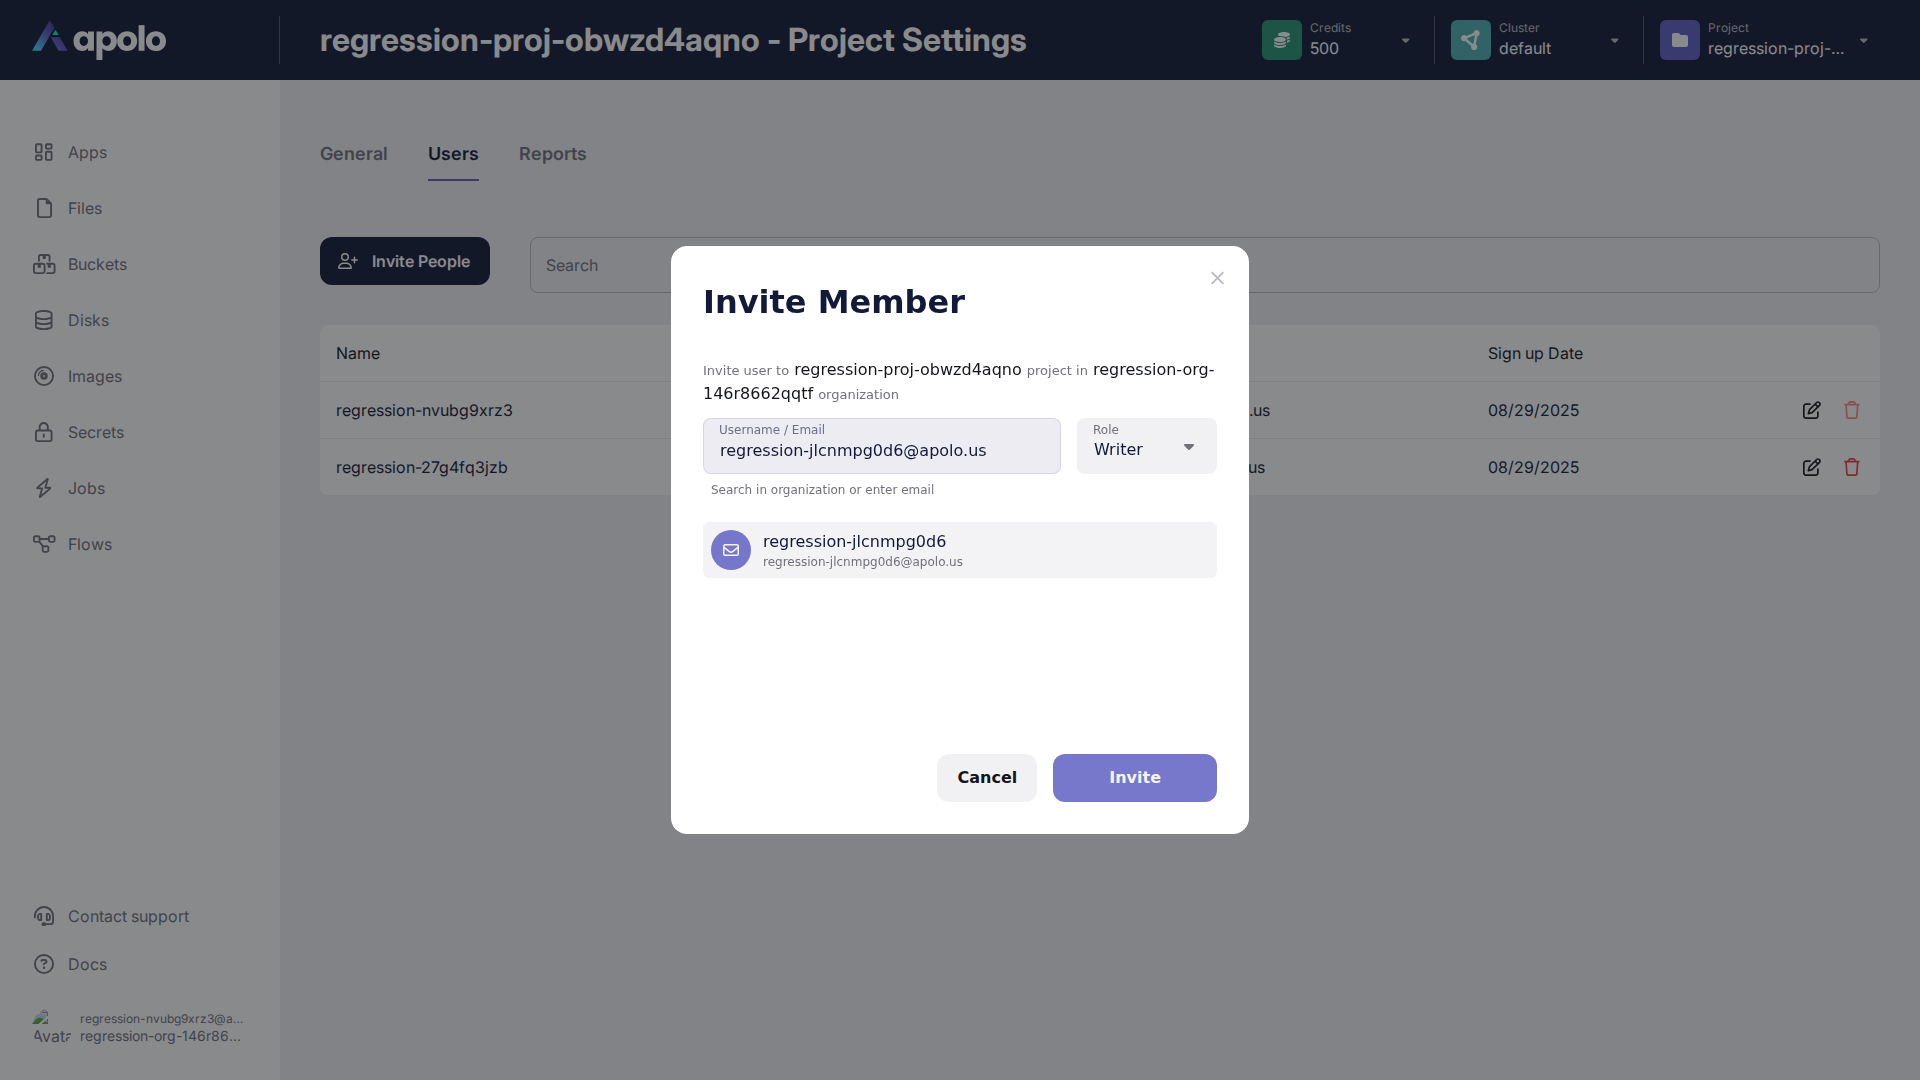 apolo
regression-proj-obwzd4aqno - Project Settings
Credits
500
Cluster
default
Project
regression-proj-...
Apps
Files
Buckets
Disks
Images
Secrets
Jobs
Flows
Contact support
Docs
Avata
regression-nvubg9xrz3@a...
regression-org-146r86...
General
Users
Reports
Invite People
Search
Name
Sign up Date
regression-nvubg9xrz3
.us
08/29/2025
regression-27g4fq3jzb
us
08/29/2025
Invite Member
Invite user to regression-proj-obwzd4aqno project in regression-org-
146r8662qqtf organization
Username / Email
regression-jlcnmpg0d6@apolo.us
Role
Writer
Search in organization or enter email
regression-jlcnmpg0d6
regression-jlcnmpg0d6@apolo.us
Cancel
Invite